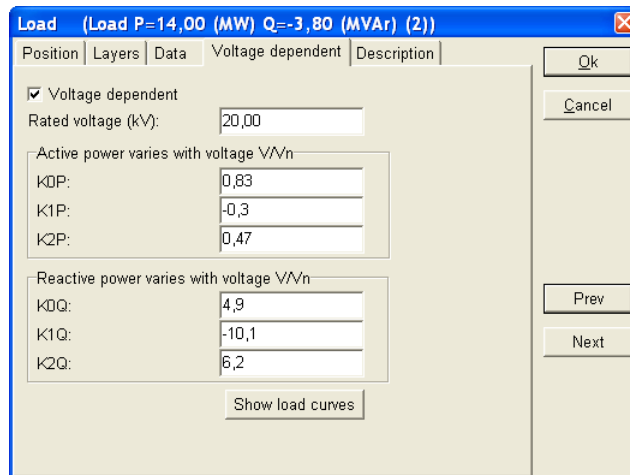 Load (Load P=14,00 (MW) Q=-3,80 (MVAr) (2))
Position Layers Data Voltage dependent Description
Voltage dependent
Rated voltage (kV): 20,00
Active power varies with voltage V/Vn
K0P: 0,83
K1P: -0,3
K2P: 0,47
Reactive power varies with voltage V/Vn
K0Q: 4,9
K1Q: -10,1
K2Q: 6,2
Show load curves
Ok
Cancel
Prev
Next